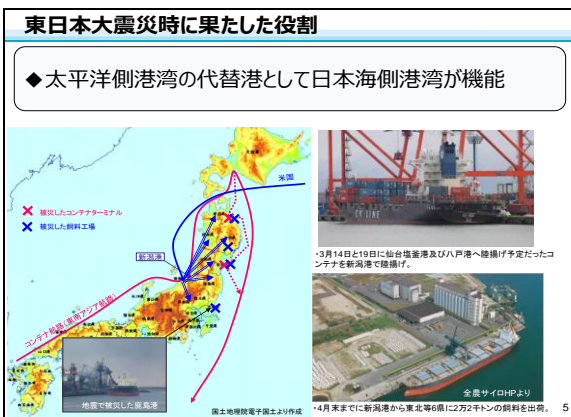 東日本大震災時に果たした役割
◆太平洋側港湾の代替港として日本海側港湾が機能
米国
× 被災したコンテナターミナル
× 被災した飼料工場
新潟港
コンテナ航路(東南アジア航路)
地震で被災した鹿島港
国土地理院電子国土より作成
CK LINE
・3月14日と19日に仙台塩釜港及び八戸港へ陸揚げ予定だったコ
ンテナを新潟港で陸揚げ。
全農サイロHPより
・4月末までに新潟港から東北等6県に2万2千トンの飼料を出荷。
5